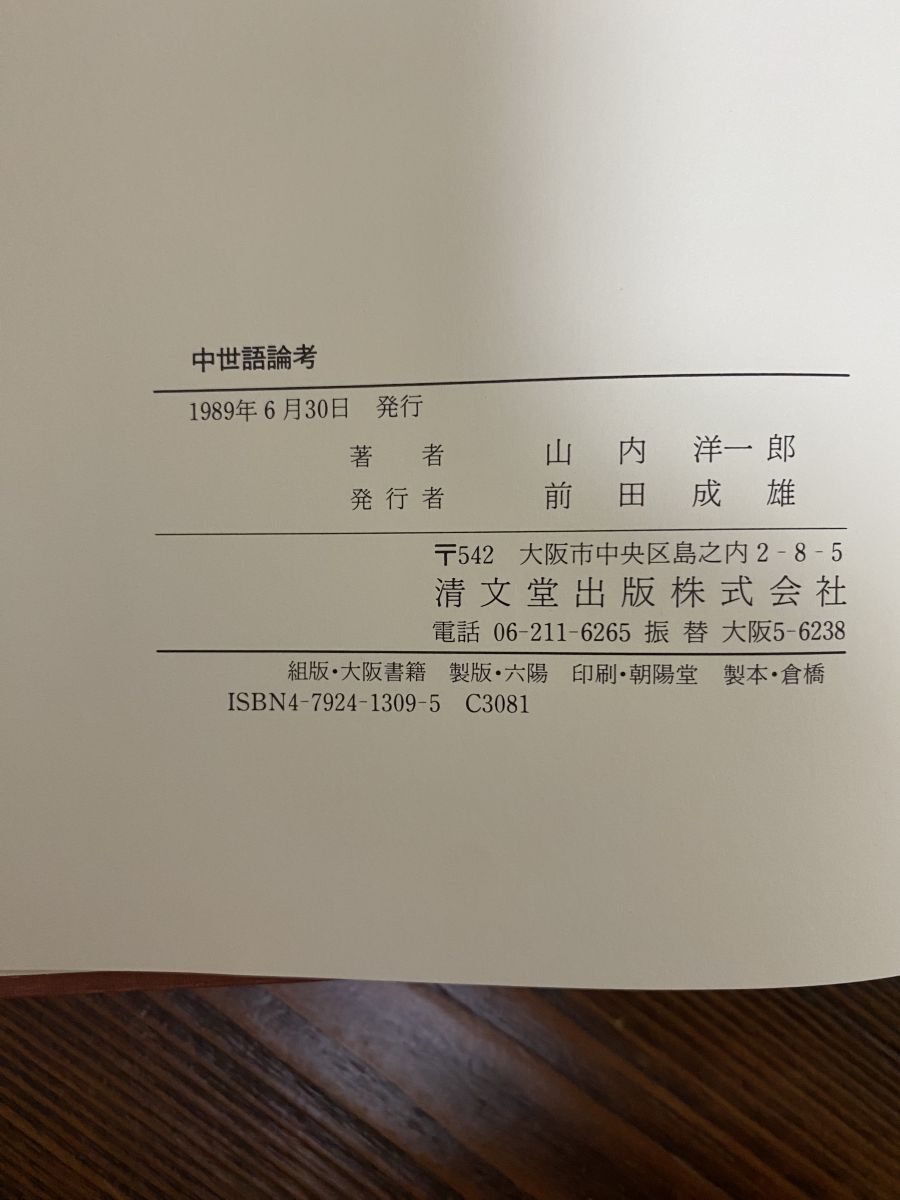 中世語論考
1989年6月30日 発行
著者 山内洋一郎
発行者 前田成雄
〒542 大阪市中央区島之内2-8-5
清文堂出版株式会社
電話 06-211-6265 振替 大阪5-6238
組版・大阪書籍 製版・六陽 印刷・朝陽堂 製本・倉橋
ISBN4-7924-1309-5 C3081